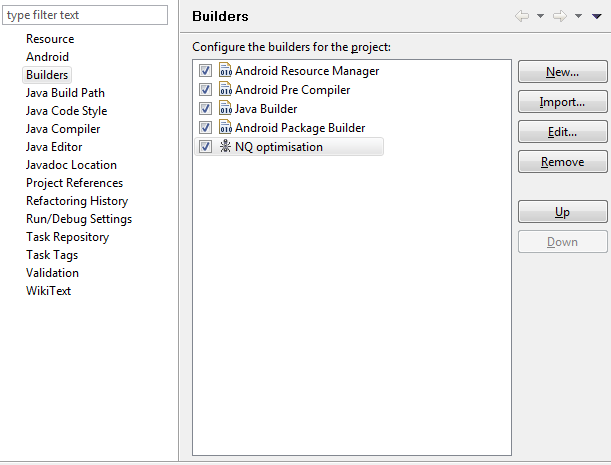 type filter text
Resource
Android
Builders
Java Build Path
Java Code Style
Java Compiler
Java Editor
Javadoc Location
Project References
Refactoring History
Run/Debug Settings
Task Repository
Task Tags
Validation
WikiText
Builders
Configure the builders for the project:
Android Resource Manager
Android Pre Compiler
Java Builder
Android Package Builder
NQ optimisation
New...
Import...
Edit...
Remove
Up
Down